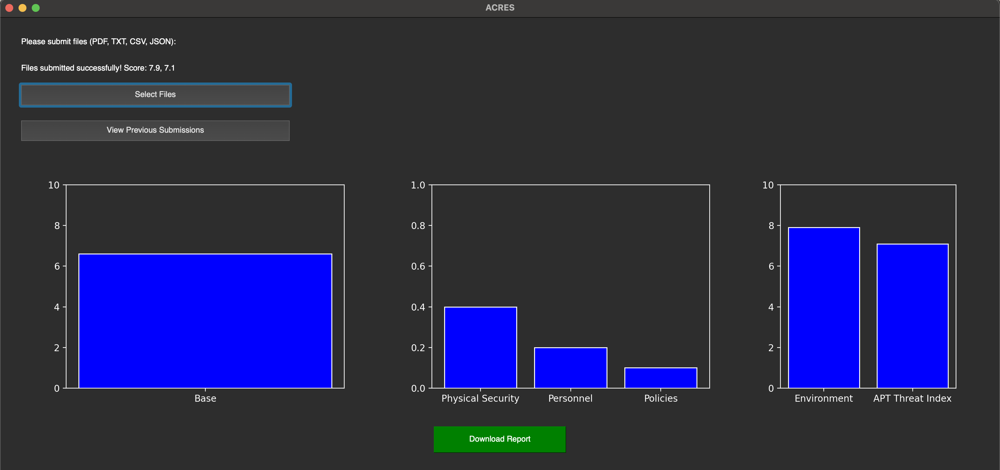 ACRES
Please submit files (PDF, TXT, CSV, JSON):
Files submitted successfully! Score: 7.9, 7.1
Select Files
View Previous Submissions
10
8
6
4
2
0
Base
1.0
0.8
0.6
0.4
0.2
0.0
Physical Security Personnel Policies
10
8
6
4
2
0
Environment APT Threat Index
Download Report